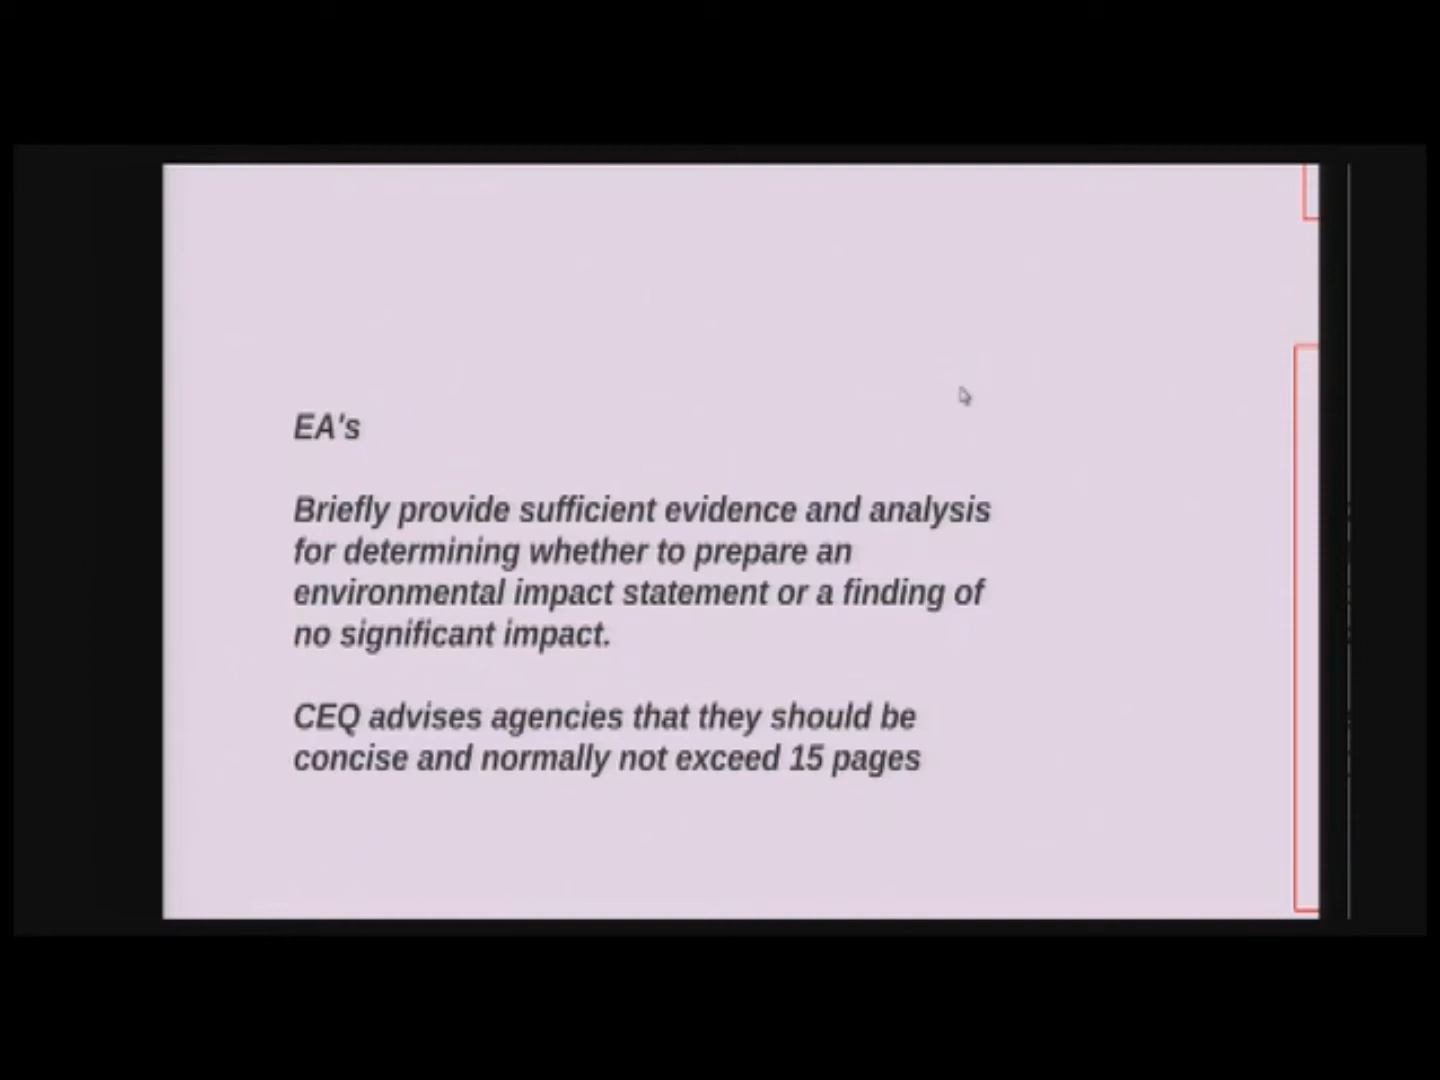 EA's
Briefly provide sufficient evidence and analysis
for determining whether to prepare an
environmental impact statement or a finding of
no significant impact.
CEQ advises agencies that they should be
concise and normally not exceed 15 pages